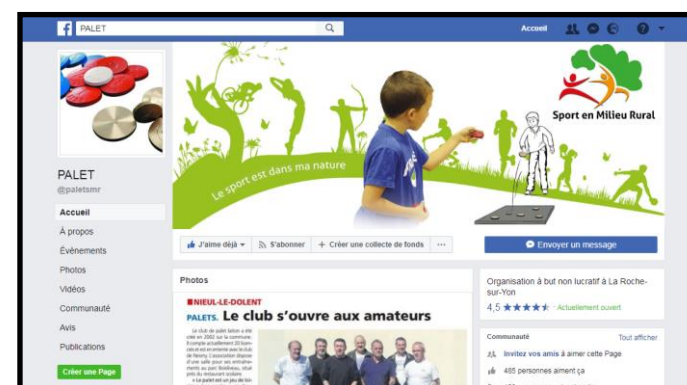 PALET
Accueil
Sport en Milieu Rural
Le sport est dans ma nature
PALET
@paletsmr
Accueil
À propos
Évènements
Photos
Vidéos
Communauté
Avis
Publications
Créer une Page
J'aime déjà
S'abonner
+ Créer une collecte de fonds
Envoyer un message
Photos
NIEUL-LE-DOLENT
PALETS. Le club s'ouvre aux amateurs
Organisation à but non lucratif à La Roche-
sur-Yon
4,5 ★★★★★ · Actuellement ouvert
Communauté
Tout afficher
Invitez vos amis à aimer cette Page
485 personnes aiment ça